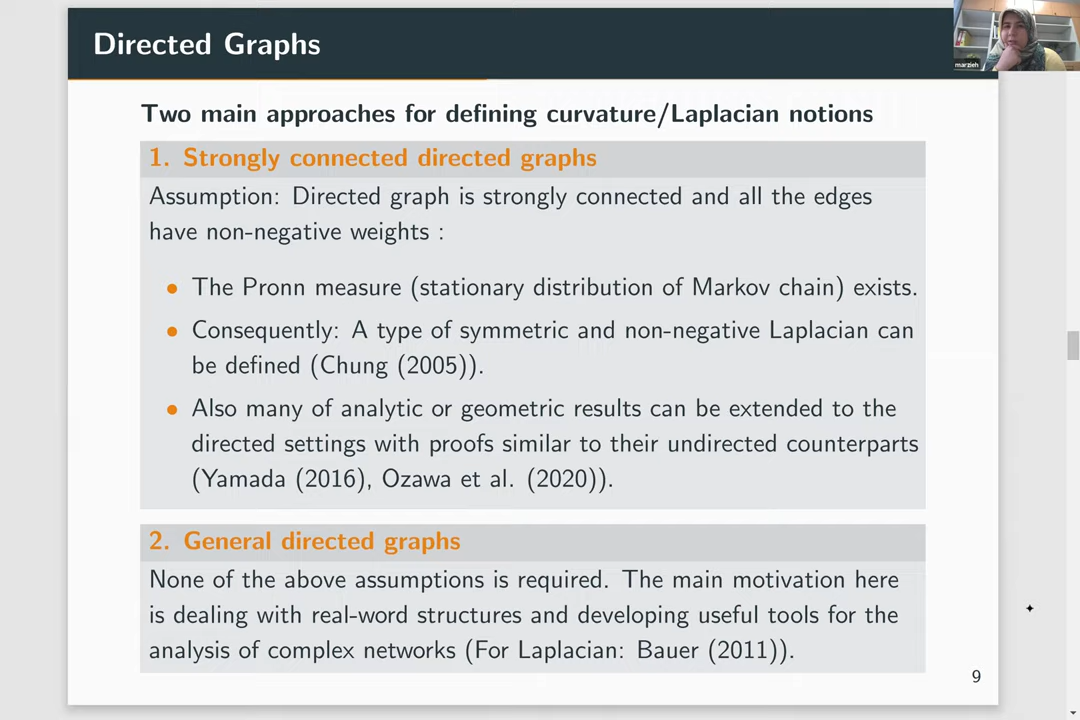 Directed Graphs
marzieh
Two main approaches for defining curvature/Laplacian notions
1. Strongly connected directed graphs
Assumption: Directed graph is strongly connected and all the edges
have non-negative weights :
• The Pronn measure (stationary distribution of Markov chain) exists.
• Consequently: A type of symmetric and non-negative Laplacian can
be defined (Chung (2005)).
• Also many of analytic or geometric results can be extended to the
directed settings with proofs similar to their undirected counterparts
(Yamada (2016), Ozawa et al. (2020)).
2. General directed graphs
None of the above assumptions is required. The main motivation here
is dealing with real-word structures and developing useful tools for the
analysis of complex networks (For Laplacian: Bauer (2011)).
9